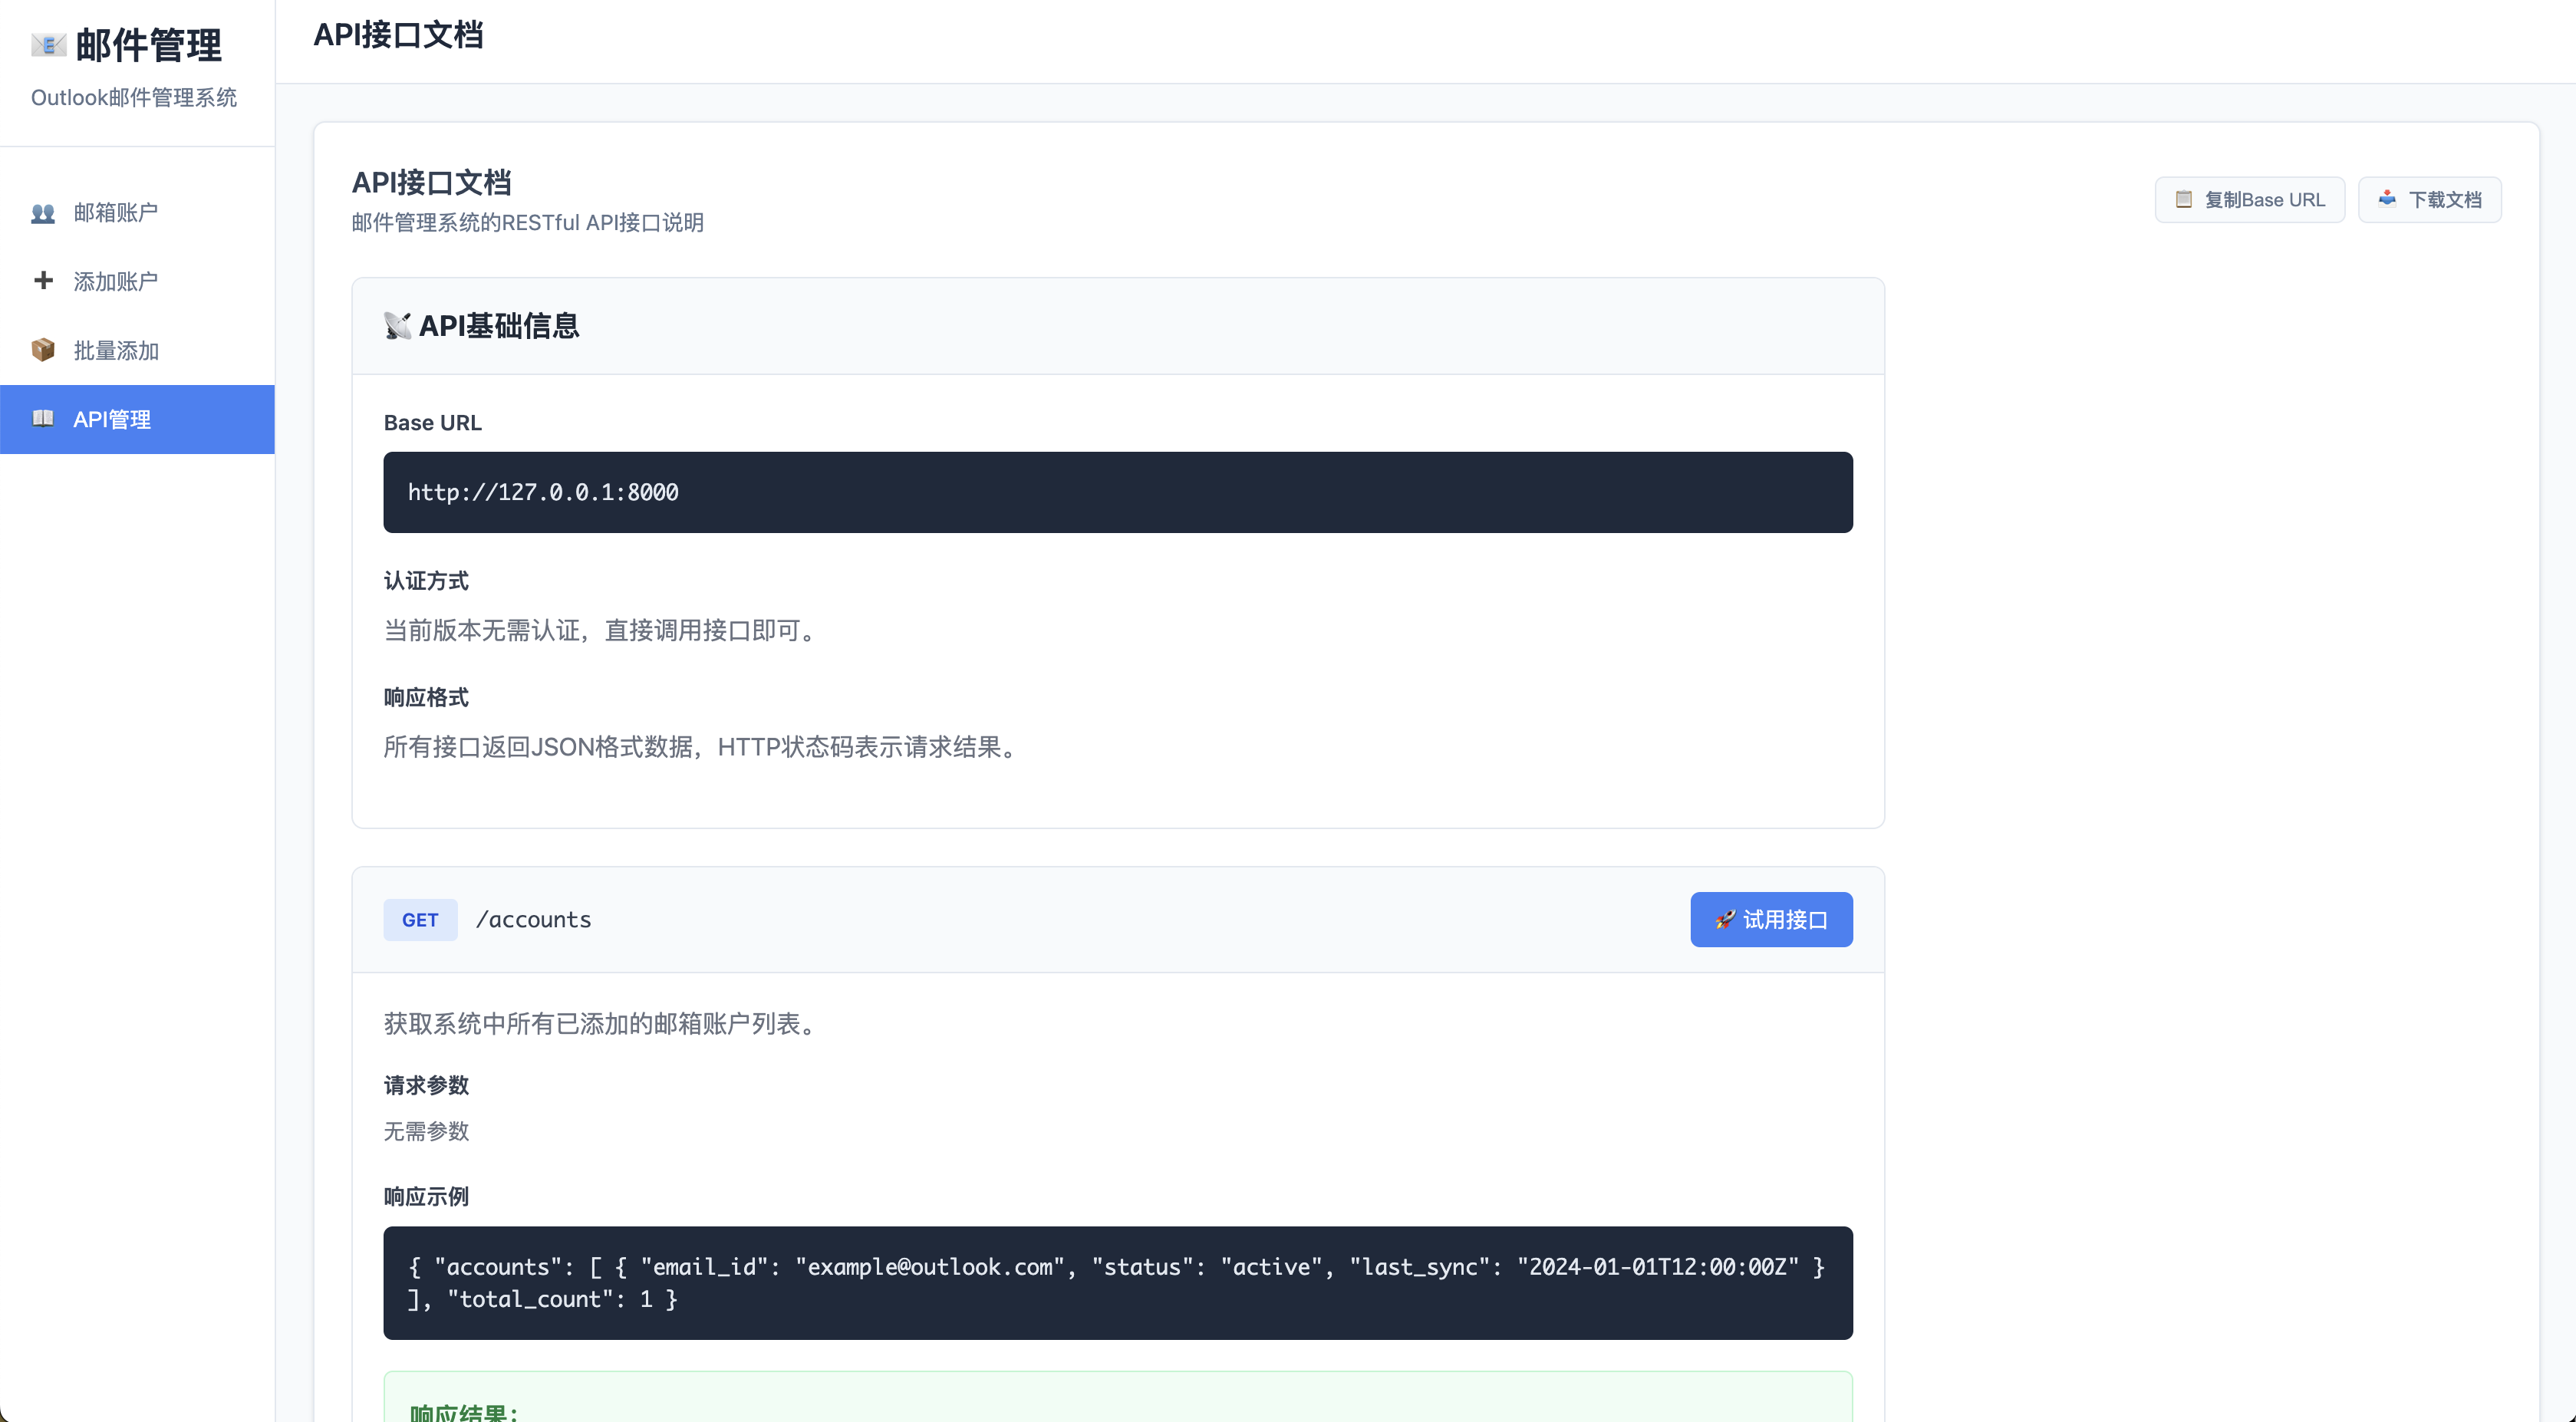 邮件管理
Outlook邮件管理系统
邮箱账户
添加账户
批量添加
API管理
API接口文档
API接口文档
邮件管理系统的RESTful API接口说明
复制Base URL
下载文档
API基础信息
Base URL
http://127.0.0.1:8000
认证方式
当前版本无需认证，直接调用接口即可。
响应格式
所有接口返回JSON格式数据，HTTP状态码表示请求结果。
GET /accounts
试用接口
获取系统中所有已添加的邮箱账户列表。
请求参数
无需参数
响应示例
{ "accounts": [ { "email_id": "example@outlook.com", "status": "active", "last_sync": "2024-01-01T12:00:00Z" }
], "total_count": 1 }
响应结果：